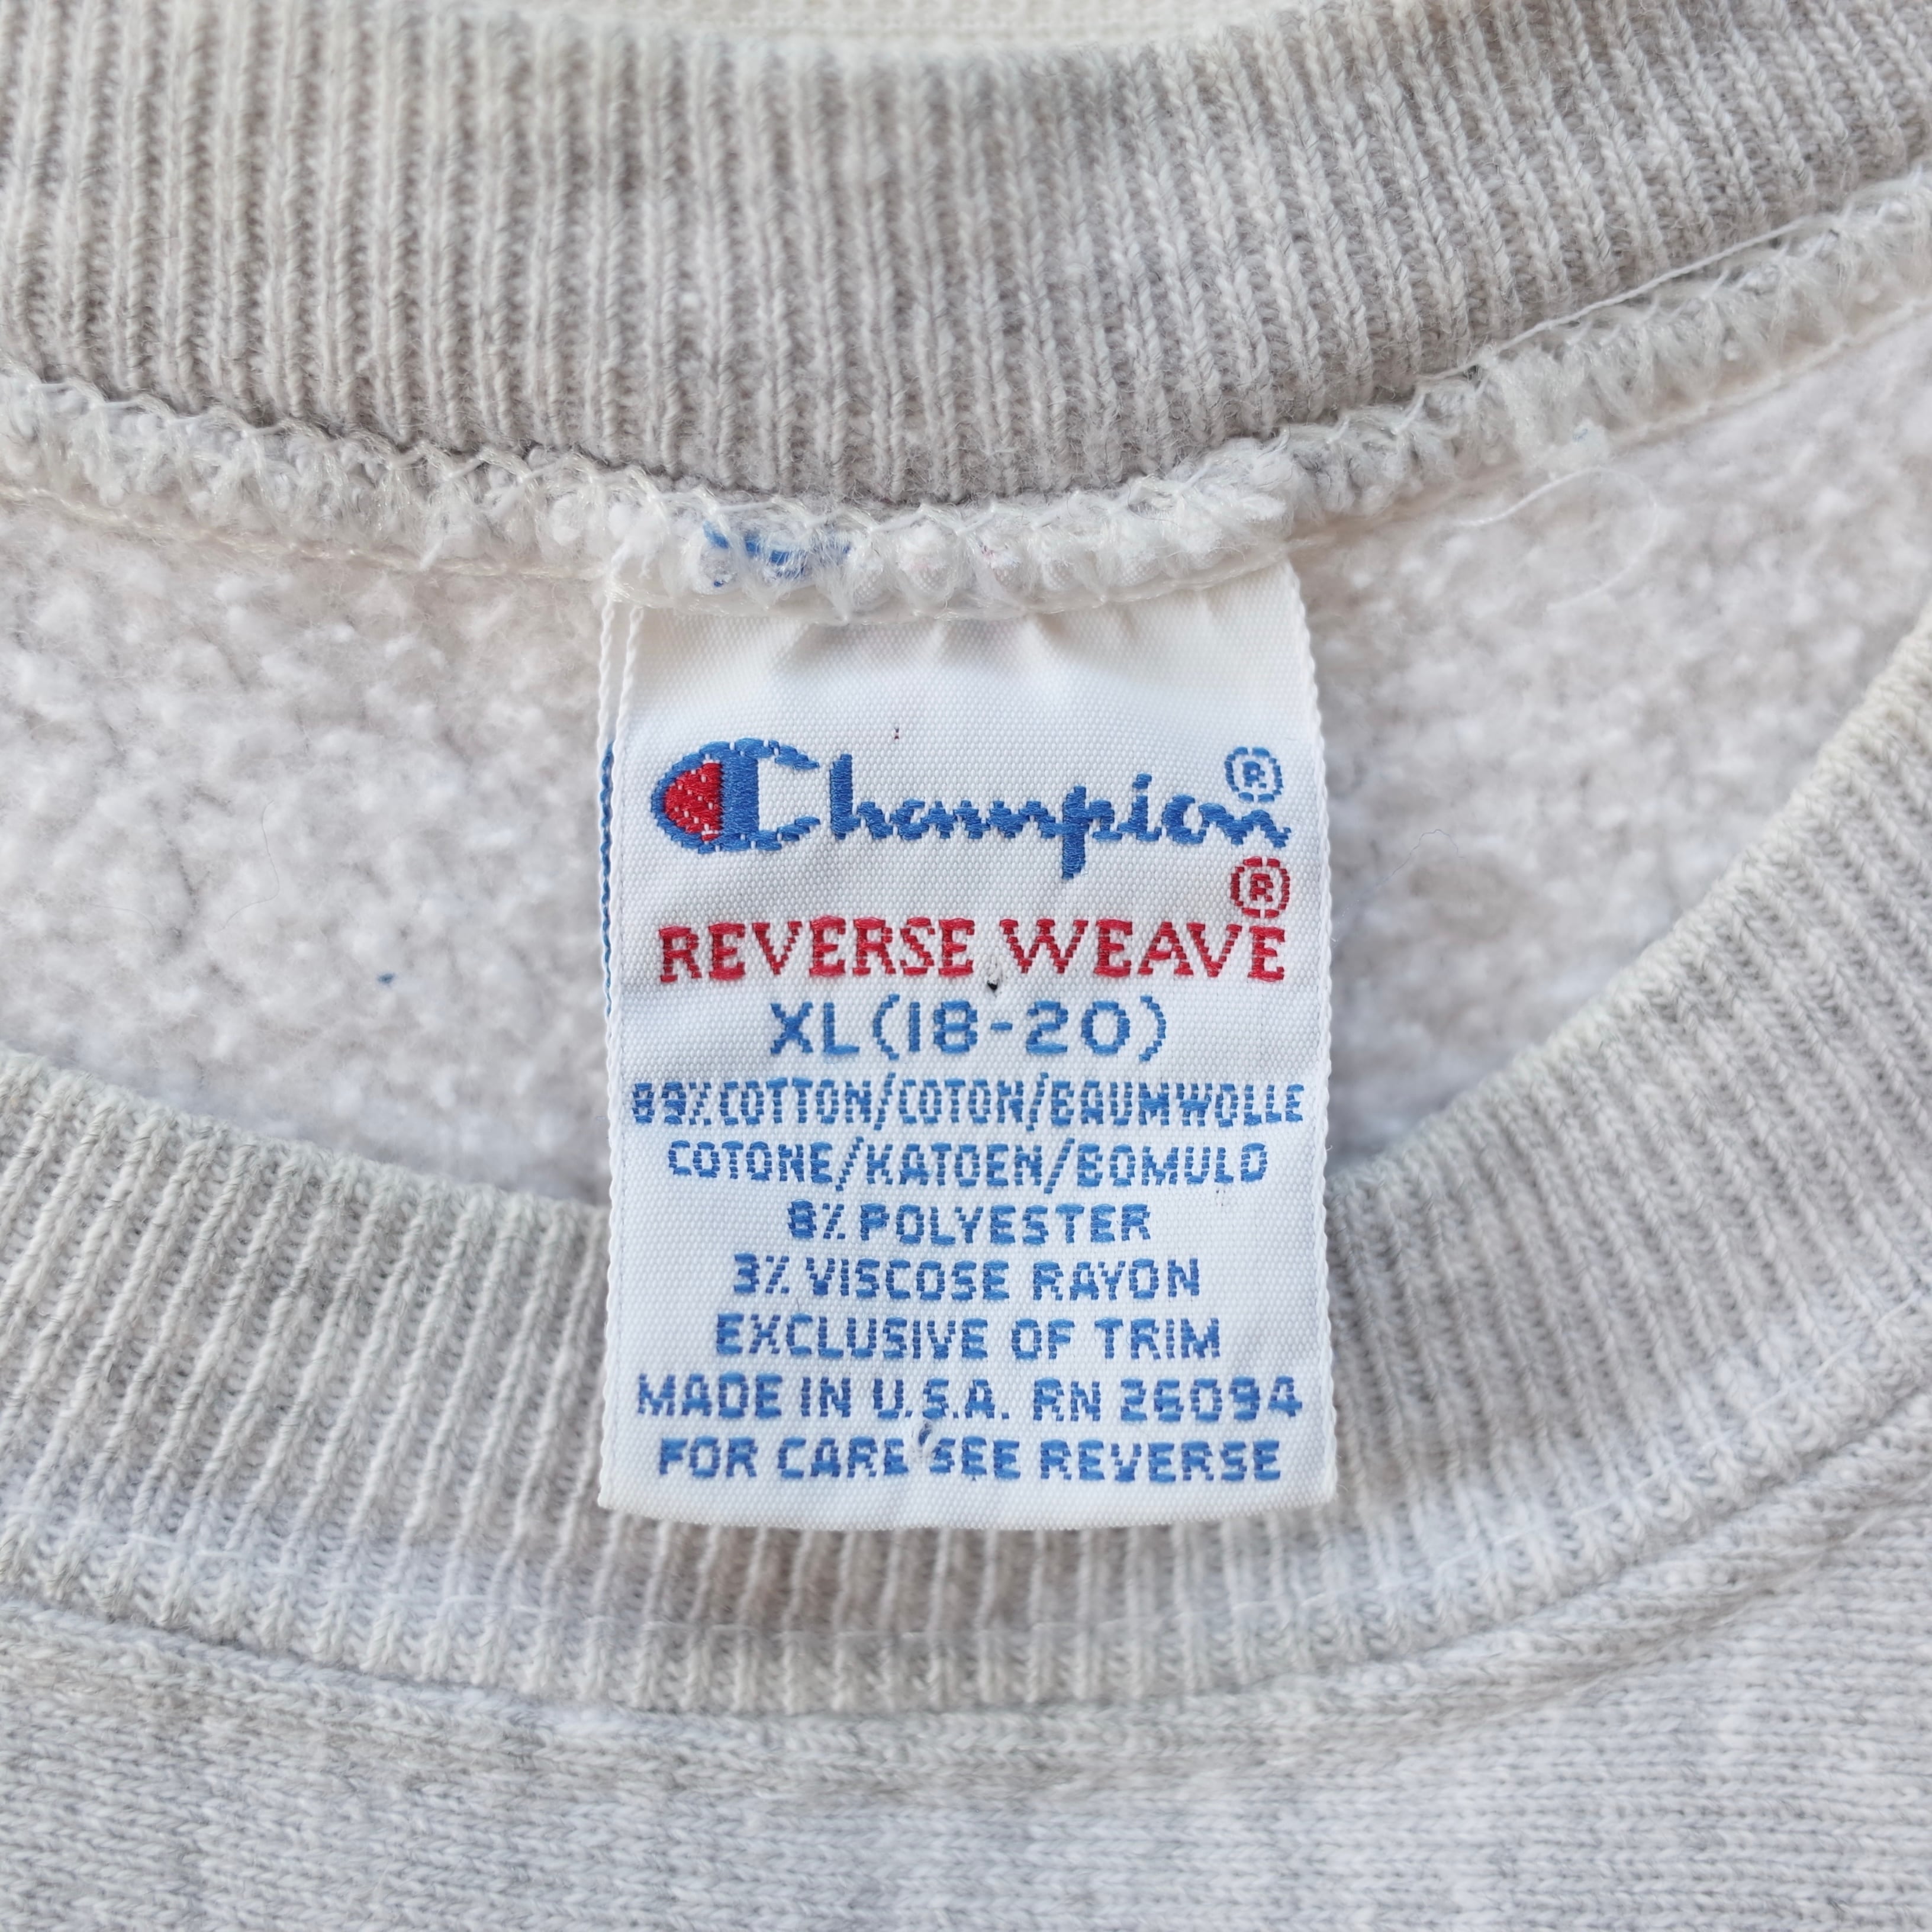 Champion®
REVERSE WEAVE®
XL(18-20)
89%COTTON/COTON/BAUMWOLLE
COTONE/KATOEN/BOMULD
8% POLYESTER
3% VISCOSE RAYON
EXCLUSIVE OF TRIM
MADE IN U.S.A. RN 26094
FOR CARE SEE REVERSE